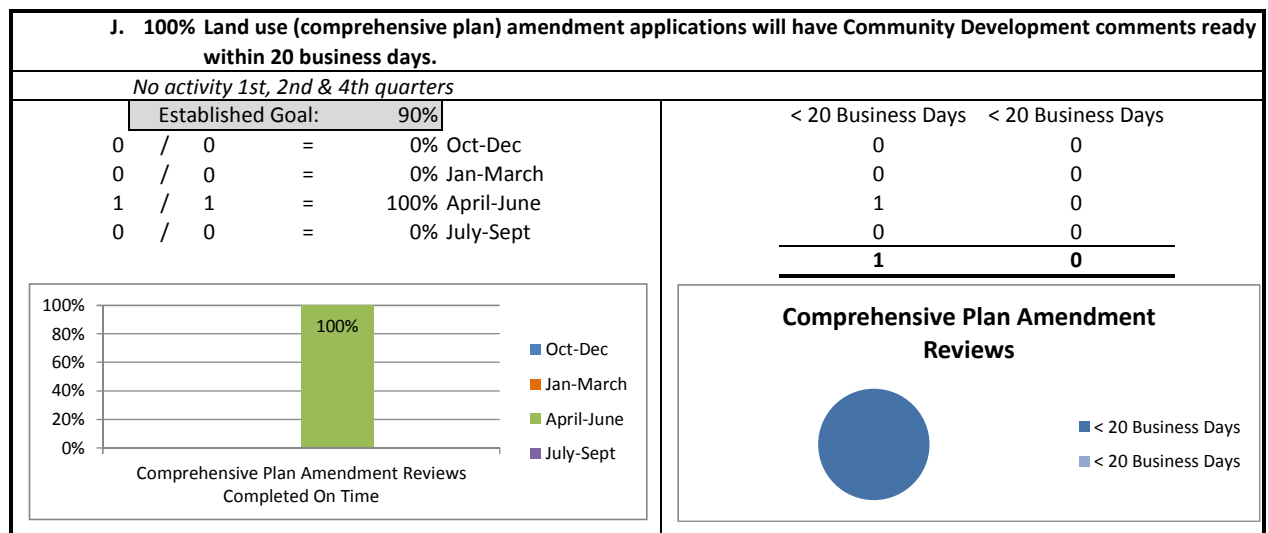 J. 100% Land use (comprehensive plan) amendment applications will have Community Development comments ready
within 20 business days.
No activity 1st, 2nd & 4th quarters
Established Goal: 90%
0 / 0 = 0% Oct-Dec
0 / 0 = 0% Jan-March
1 / 1 = 100% April-June
0 / 0 = 0% July-Sept
< 20 Business Days < 20 Business Days
0 0
0 0
1 0
0 0
1 0
100%
80%
60%
40%
20%
0%
100%
Comprehensive Plan Amendment Reviews
Completed On Time
Oct-Dec
Jan-March
April-June
July-Sept
Comprehensive Plan Amendment
Reviews
< 20 Business Days
< 20 Business Days